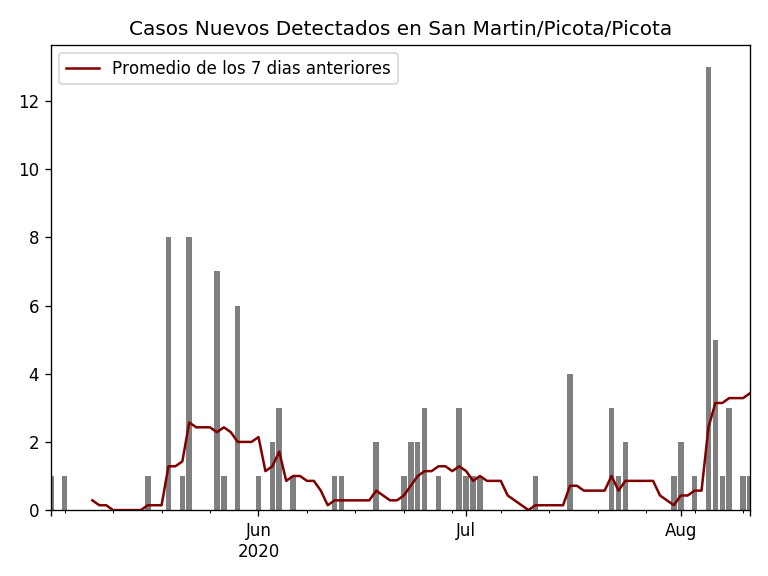 Casos Nuevos Detectados en San Martin/Picota/Picota
Promedio de los 7 dias anteriores
12
10
8
6
4
2
0
Jun
2020
Jul
Aug